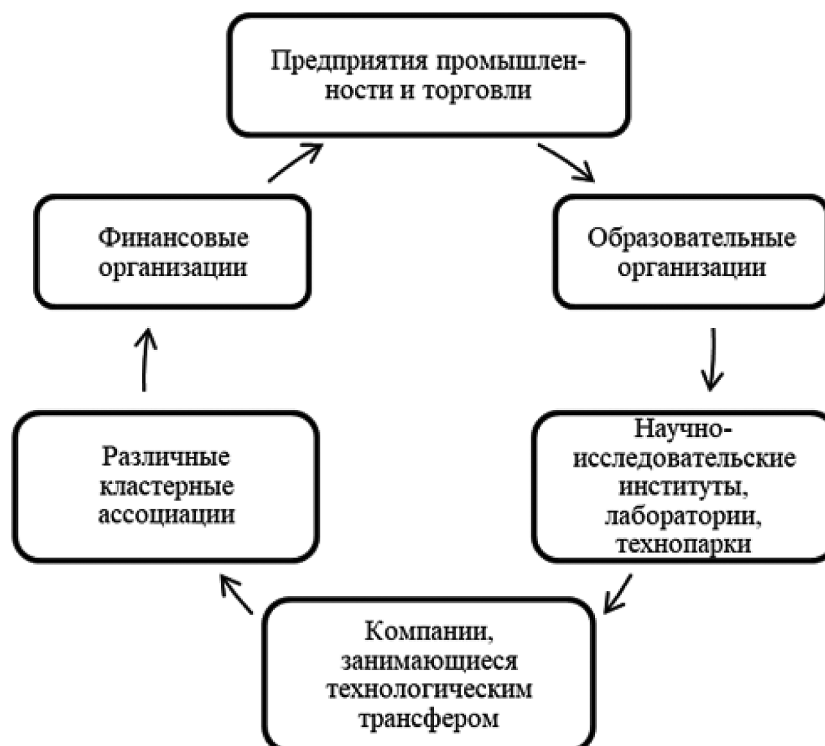 Предприятия промышлен-
ности и торговли
Образовательные
организации
Научно-
исследовательские
институты,
лаборатории,
технопарки
Компании,
занимающиеся
технологическим
трансфером
Различные
кластерные
ассоциации
Финансовые
организации